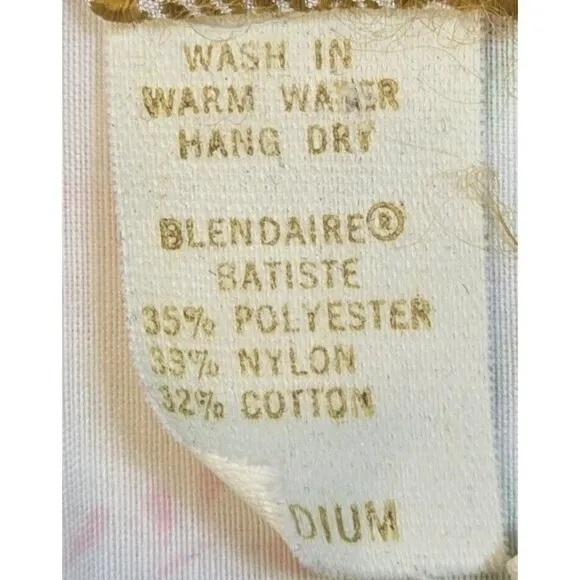 WASH IN
WARM WATER
HANG DRY
BLENDAIRE®
BATISTE
35% POLYESTER
33% NYLON
32% COTTON
DIUM